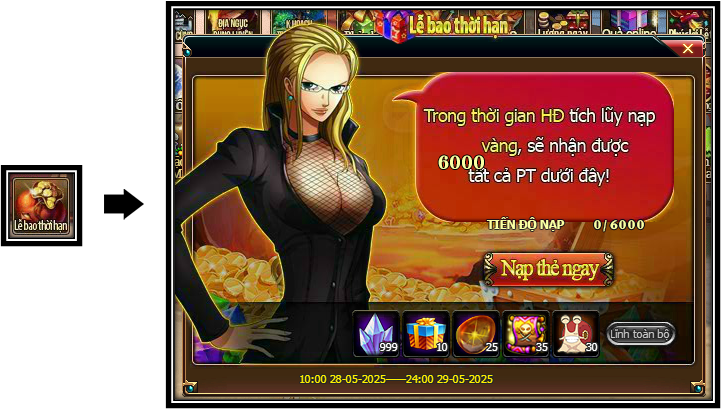 ĐỊA NGỤC
Lễ bao thời hạn
Quà online
Trong thời gian HĐ tích lũy nạp
vàng, sẽ nhận được
6000
tất cả PT dưới đây!
TIẾN ĐỘ NẠP 0/6000
Lễ bao thời hạn
Nạp thẻ ngay
999
10
25
35
30
Lĩnh toàn bộ
10:00 28-05-2025——24:00 29-05-2025